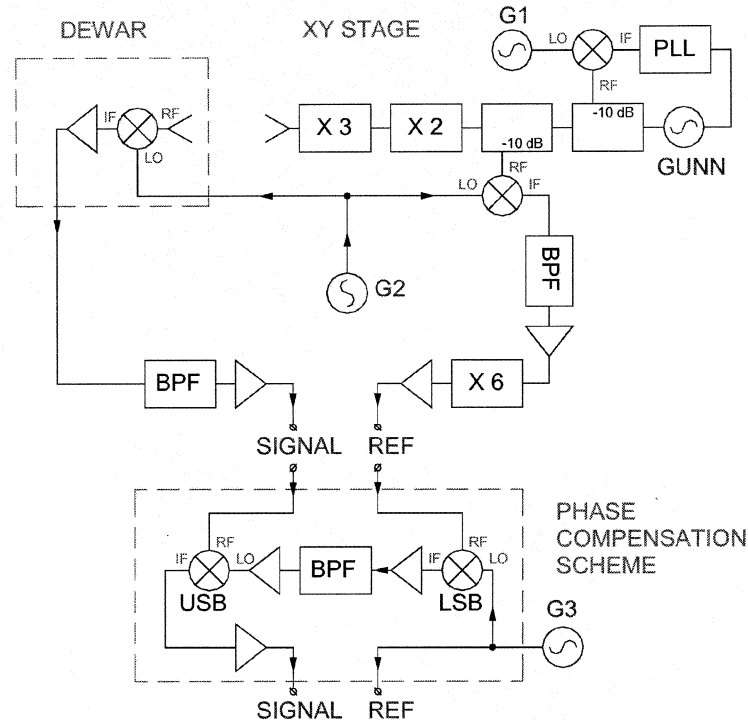 DEWAR
XY STAGE
G1
LO
IF
PLL
RF
IF
RF
LO
X 3
X 2
-10 dB
-10 dB
GUNN
RF
LO
IF
G2
BPF
BPF
X 6
SIGNAL
REF
PHASE
COMPENSATION
SCHEME
IF
RF
LO
BPF
IF
RF
LO
USB
LSB
G3
SIGNAL
REF